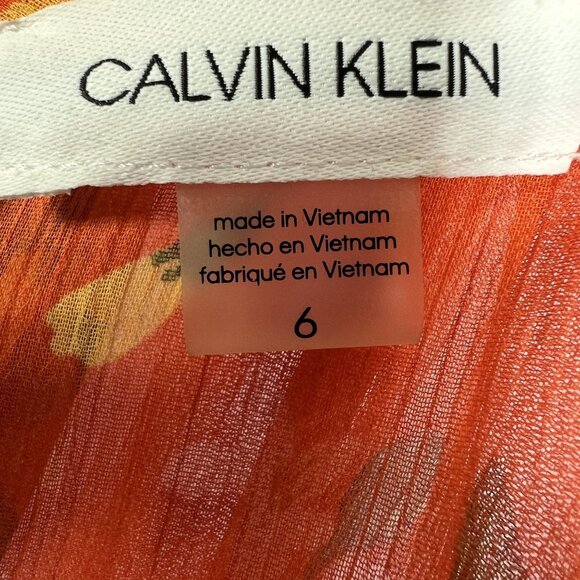 CALVIN KLEIN
made in Vietnam
hecho en Vietnam
fabriqué en Vietnam
6